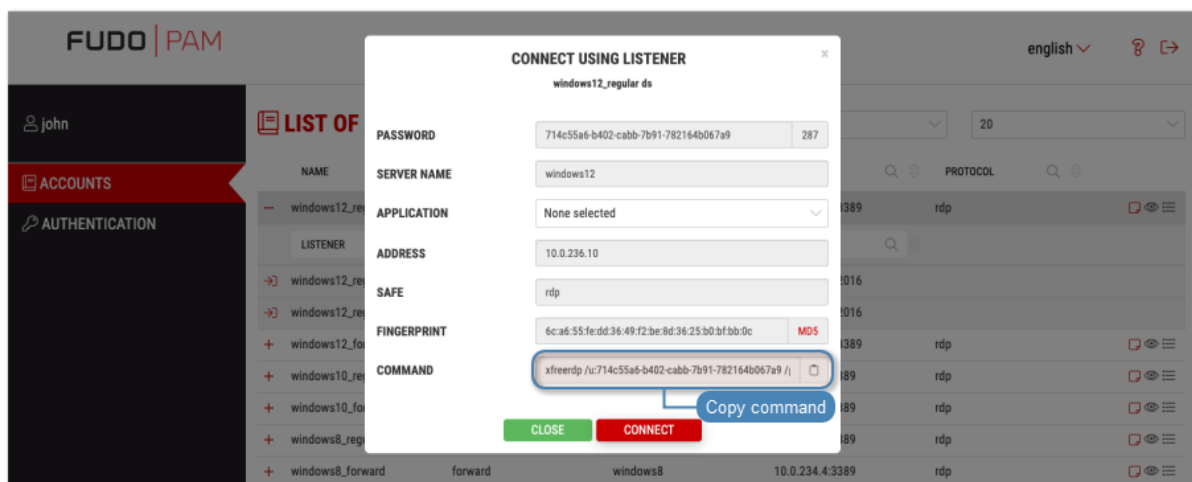 FUDO PAM
english
john
ACCOUNTS
AUTHENTICATION
LIST OF
20
NAME
PROTOCOL
windows12_re
3389
rdp
LISTENER
windows12_re
2016
windows12_re
2016
windows12_fo
3389
rdp
windows10_re
389
rdp
windows10_fo
389
rdp
windows8_regu
389
rdp
windows8_forward forward windows8 10.0.234.4:3389 rdp
CONNECT USING LISTENER
windows12_regular ds
×
PASSWORD 714c55a6-b402-cabb-7b91-782164b067a9 287
SERVER NAME windows12
APPLICATION None selected
ADDRESS 10.0.236.10
SAFE rdp
FINGERPRINT 6c:a6:55:fe:dd:36:49:f2:be:8d:36:25:b0:bf:bb:0c MD5
COMMAND xfreerdp /u:714c55a6-b402-cabb-7b91-782164b067a9 /
Copy command
CLOSE CONNECT